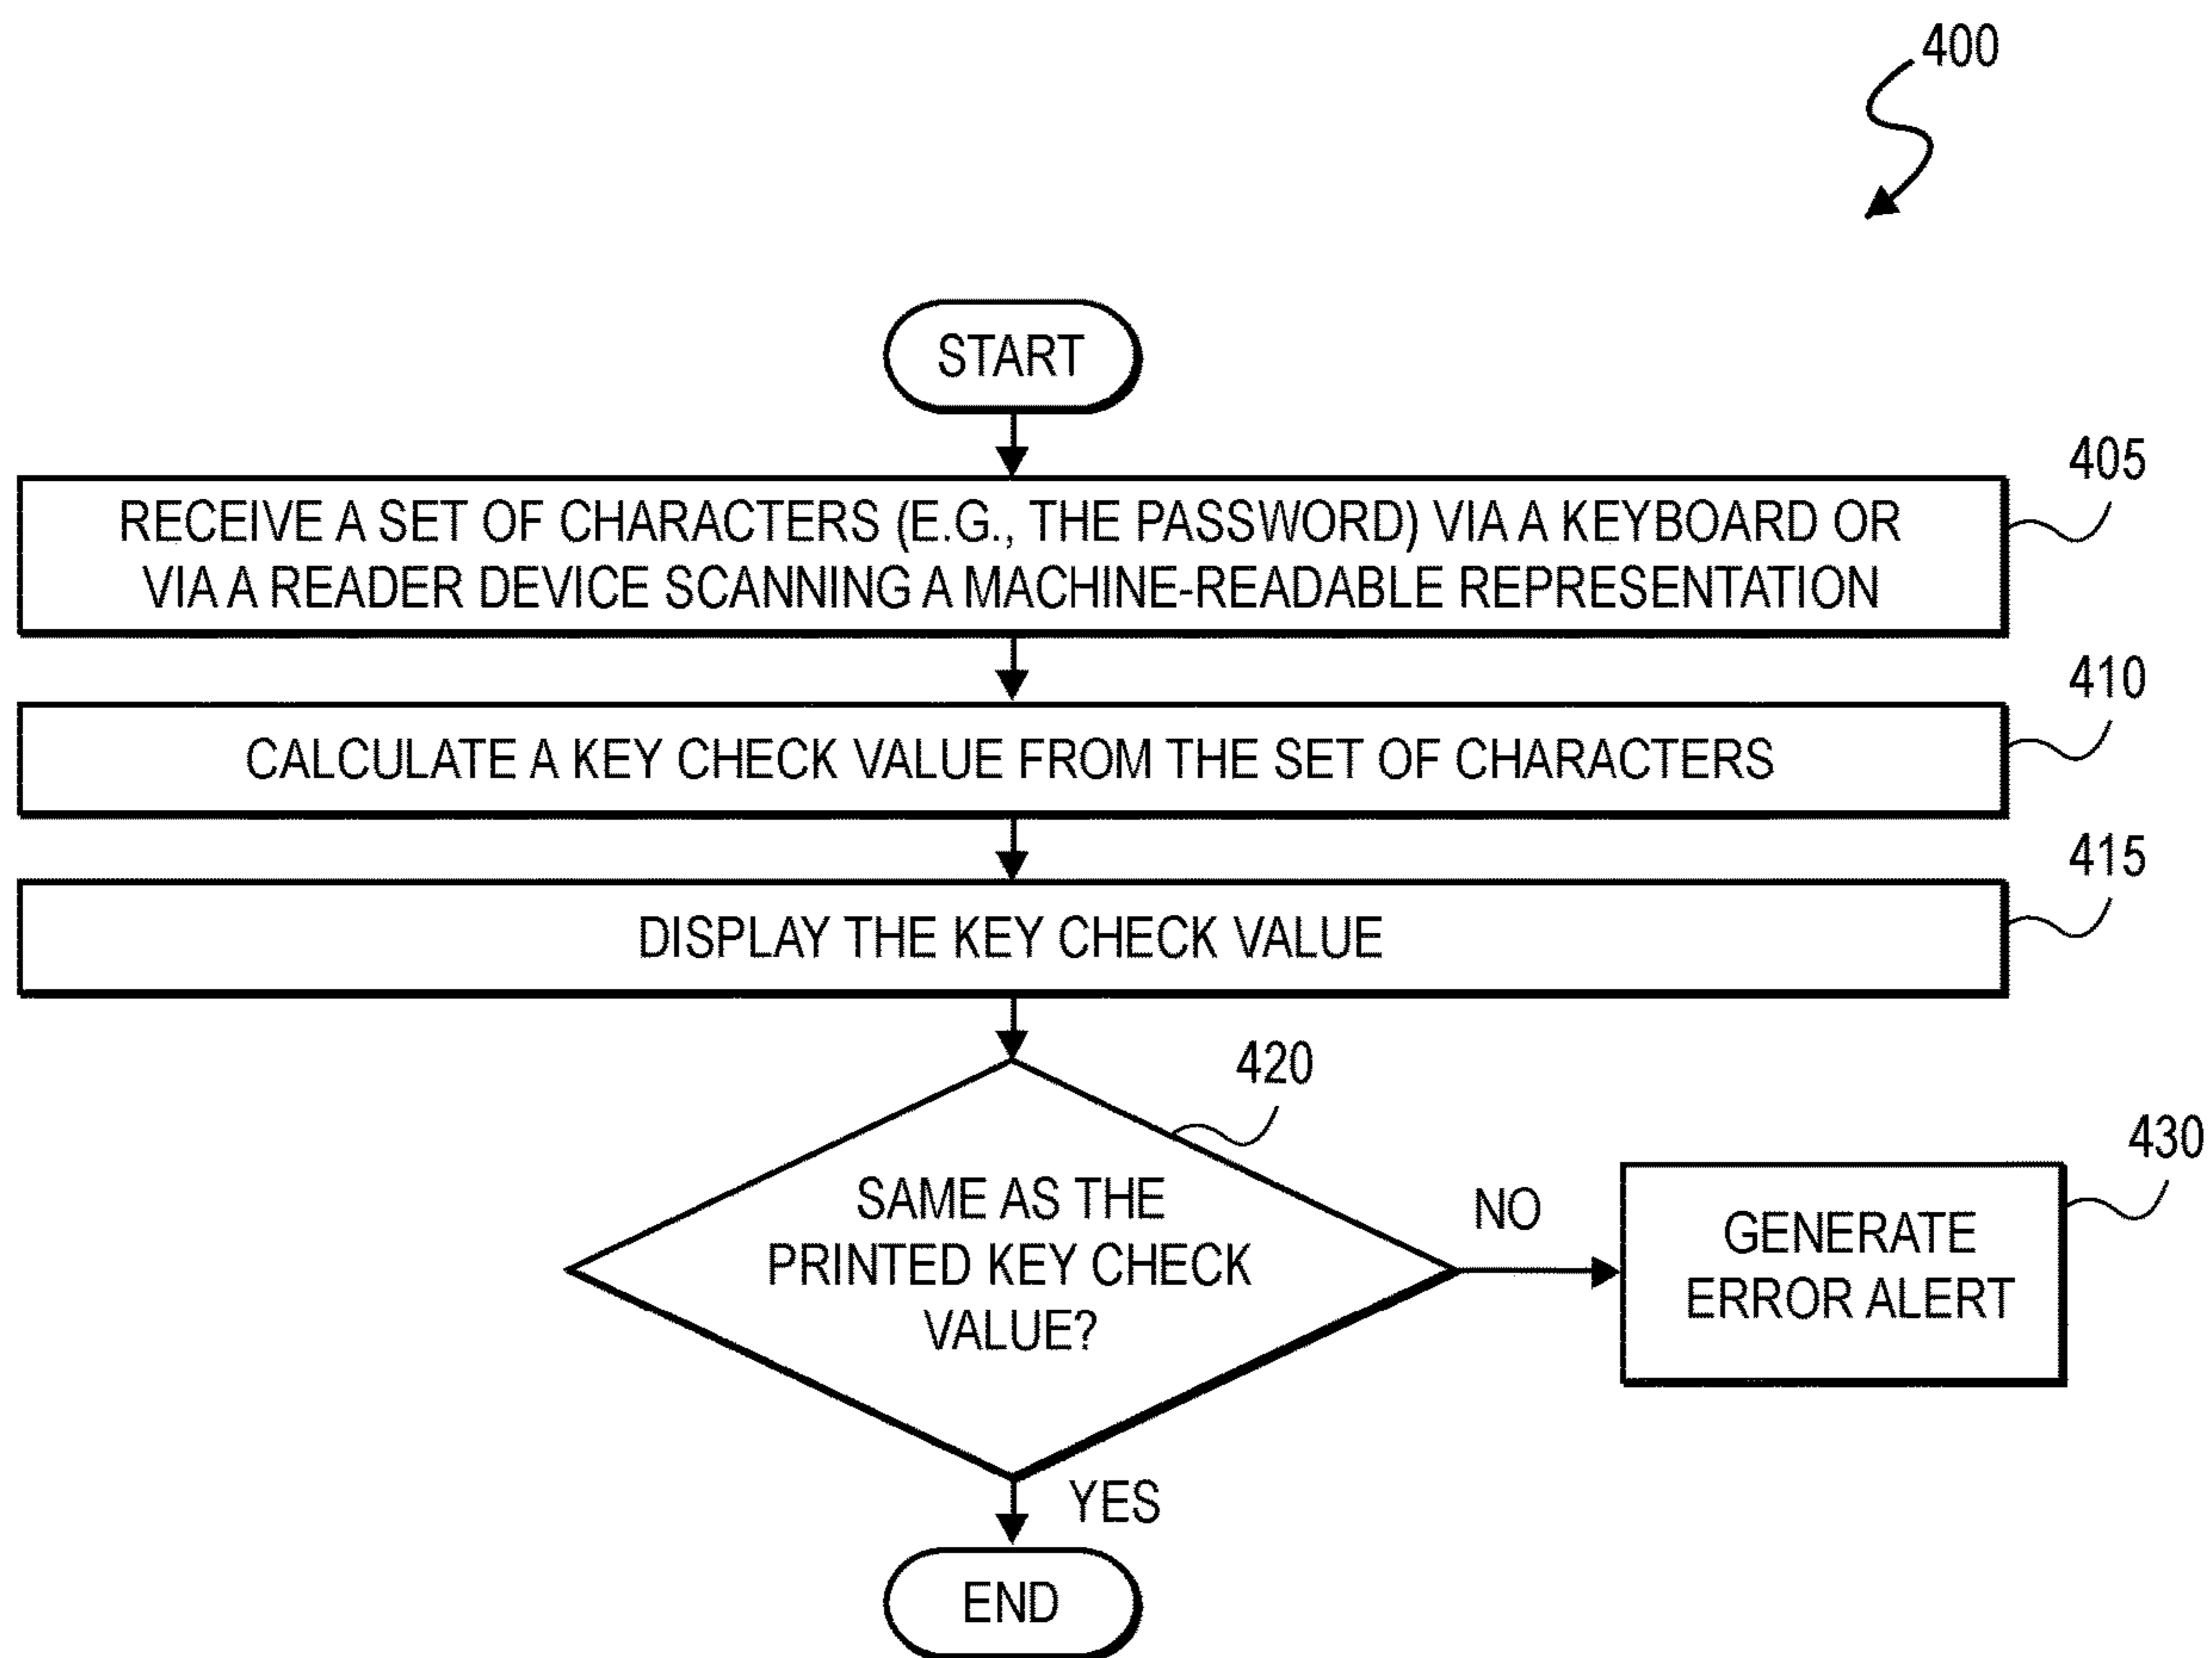 400
START
405
RECEIVE A SET OF CHARACTERS (E.G., THE PASSWORD) VIA A KEYBOARD OR
VIA A READER DEVICE SCANNING A MACHINE-READABLE REPRESENTATION
410
CALCULATE A KEY CHECK VALUE FROM THE SET OF CHARACTERS
415
DISPLAY THE KEY CHECK VALUE
420
SAME AS THE
PRINTED KEY CHECK
VALUE?
NO
430
GENERATE
ERROR ALERT
YES
END